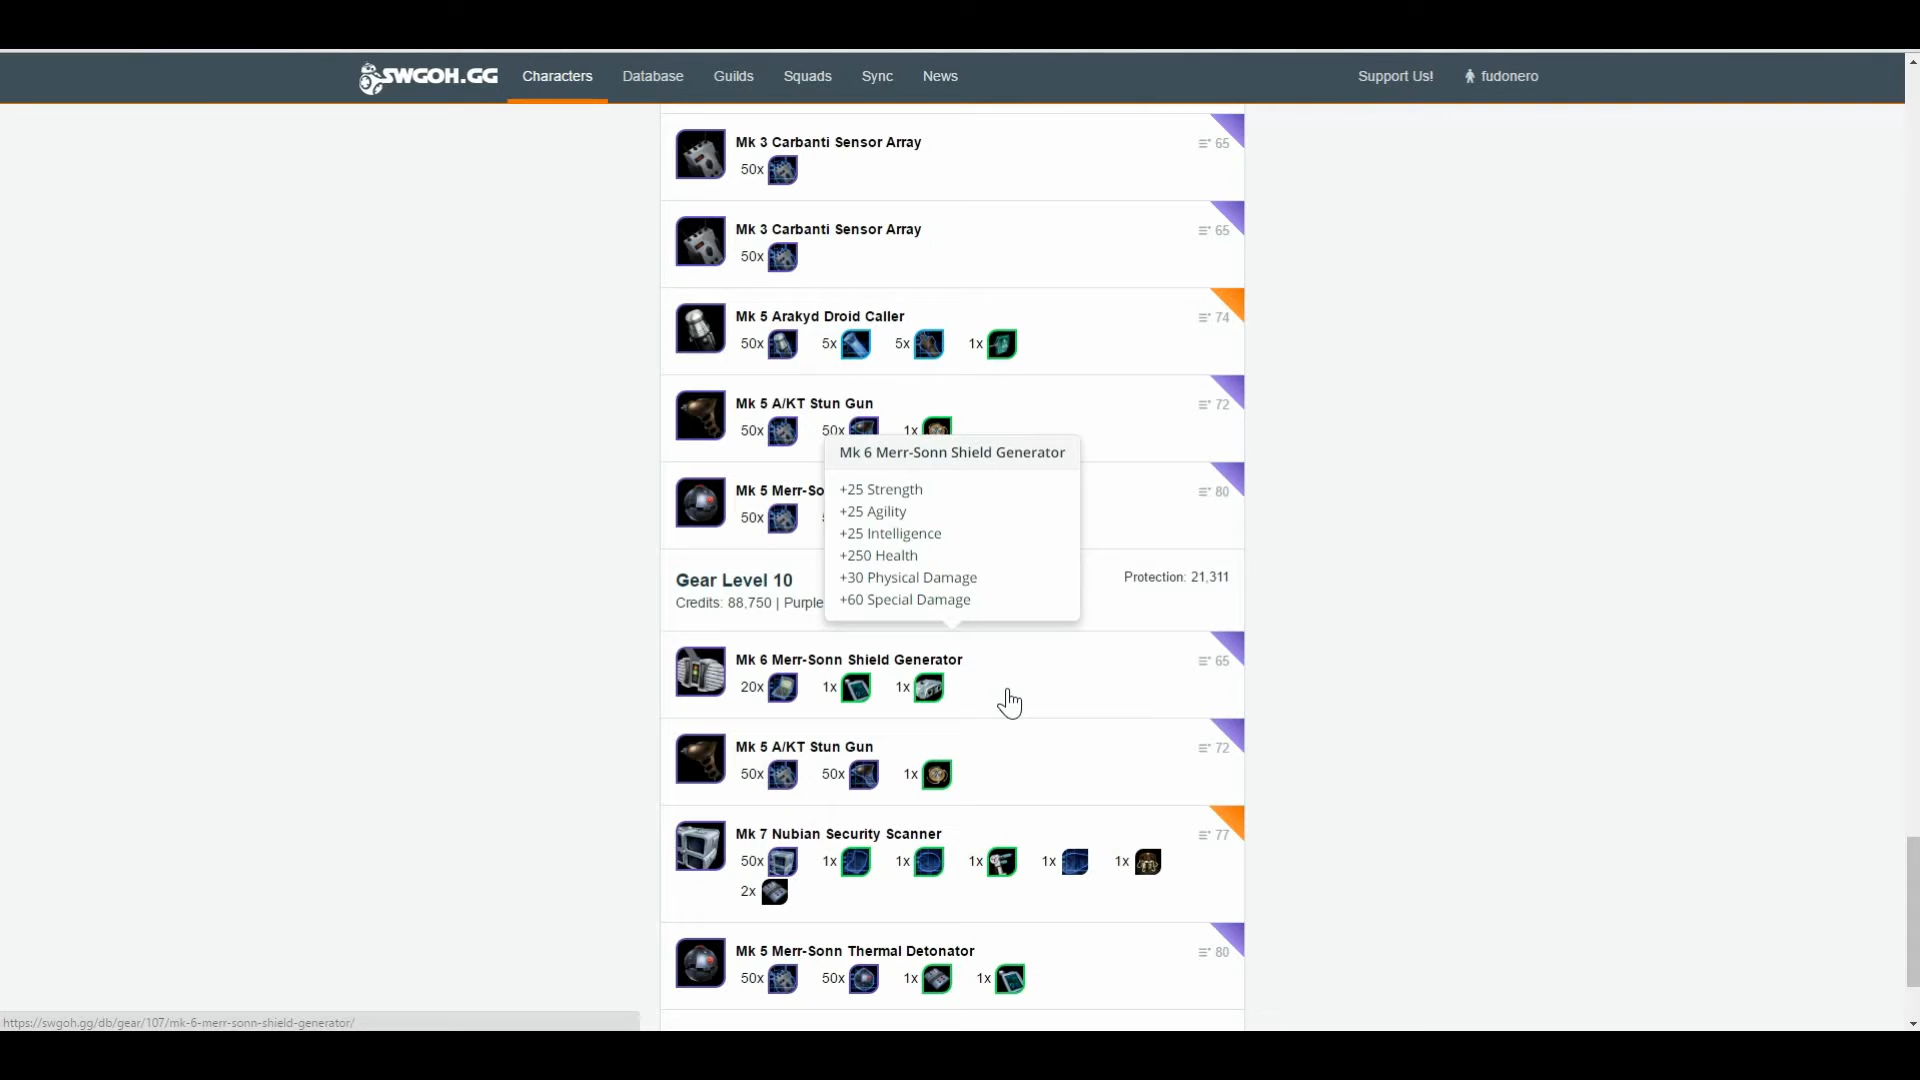 SWGOH.GG Characters Database Guilds Squads Sync News Support Us! fudonero
Mk 3 Carbanti Sensor Array 65
50x
Mk 3 Carbanti Sensor Array 65
50x
Mk 5 Arakyd Droid Caller 74
50x 5x 5x 1x
Mk 5 A/KT Stun Gun 72
50x 50x 1x
Mk 6 Merr-Sonn Shield Generator
+25 Strength
+25 Agility
+25 Intelligence
+250 Health
+30 Physical Damage
+60 Special Damage
Mk 5 Merr-So 80
50x
Gear Level 10 Protection: 21,311
Credits: 88,750 | Purple
Mk 6 Merr-Sonn Shield Generator 65
20x 1x 1x
Mk 5 A/KT Stun Gun 72
50x 50x 1x
Mk 7 Nubian Security Scanner 77
50x 1x 1x 1x 1x 1x
2x
Mk 5 Merr-Sonn Thermal Detonator 80
50x 50x 1x 1x
https://swgoh.gg/db/gear/107/mk-6-merr-sonn-shield-generator/